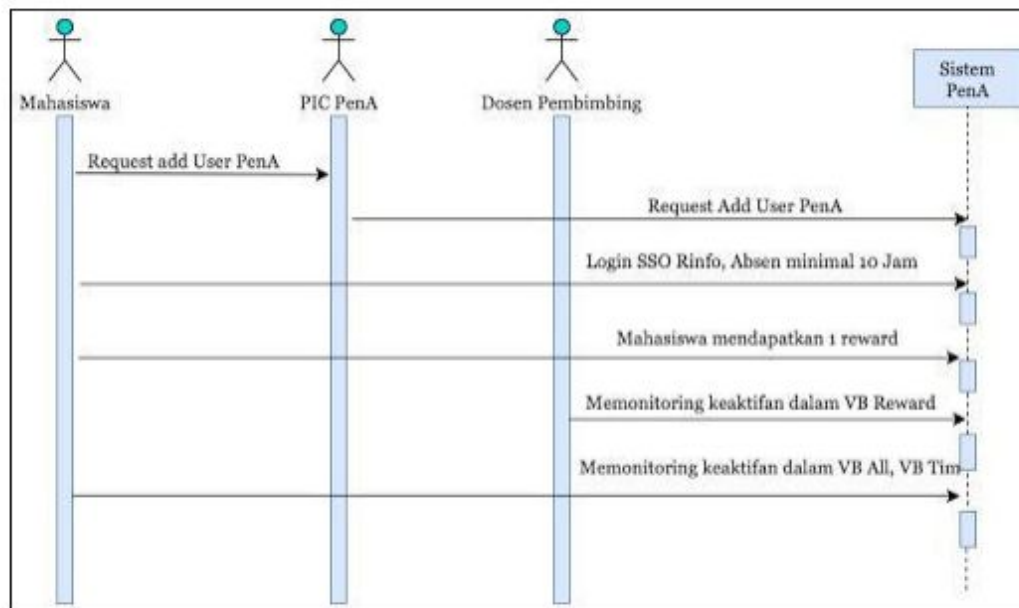 Mahasiswa
PIC PenA
Dosen Pembimbing
Sistem
PenA
Request add User PenA
Request Add User PenA
Login SSO Rinfo, Absen minimal 10 Jam
Mahasiswa mendapatkan 1 reward
Memonitoring keaktifan dalam VB Reward
Memonitoring keaktifan dalam VB All, VB Tim